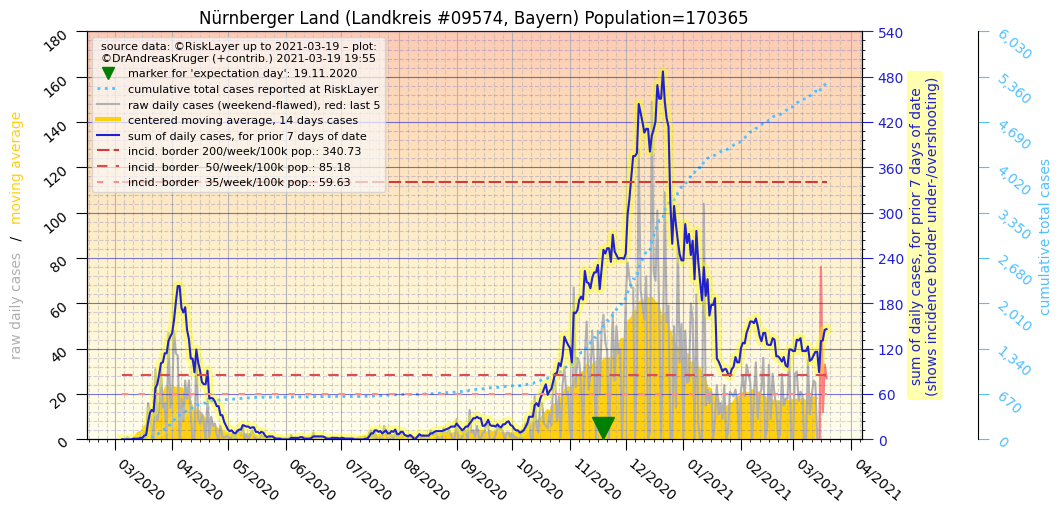 Nürnberger Land (Landkreis #09574, Bayern) Population=170365
source data: ©RiskLayer up to 2021-03-19 – plot:
©DrAndreasKruger (+contrib.) 2021-03-19 19:55
marker for 'expectation day': 19.11.2020
cumulative total cases reported at RiskLayer
raw daily cases (weekend-flawed), red: last 5
centered moving average, 14 days cases
sum of daily cases, for prior 7 days of date
incid. border 200/week/100k pop.: 340.73
incid. border  50/week/100k pop.: 85.18
incid. border  35/week/100k pop.: 59.63
raw daily cases / moving average
180
160
140
120
100
80
60
40
20
0
03/2020
04/2020
05/2020
06/2020
07/2020
08/2020
09/2020
10/2020
11/2020
12/2020
01/2021
02/2021
03/2021
04/2021
540
480
420
360
300
240
180
120
60
0
sum of daily cases, for prior 7 days of date
(shows incidence border under-/overshooting)
6,030
5,360
4,690
4,020
3,350
2,680
2,010
1,340
670
0
cumulative total cases